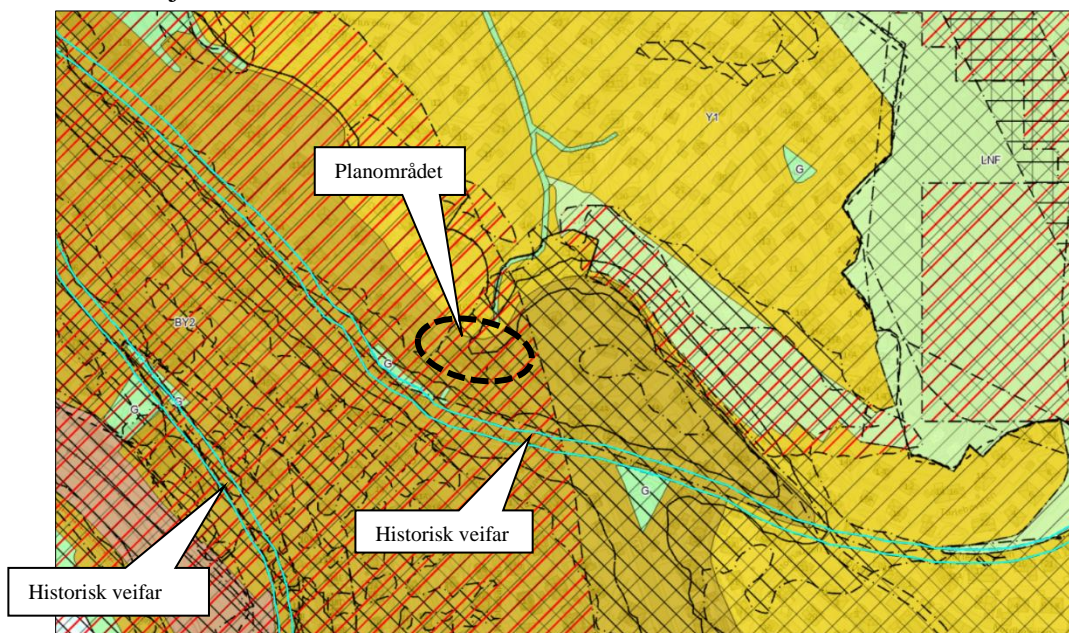 Y1
G
LNF
Planområdet
BY2
G
G
G
G
Historisk veifar
Historisk veifar